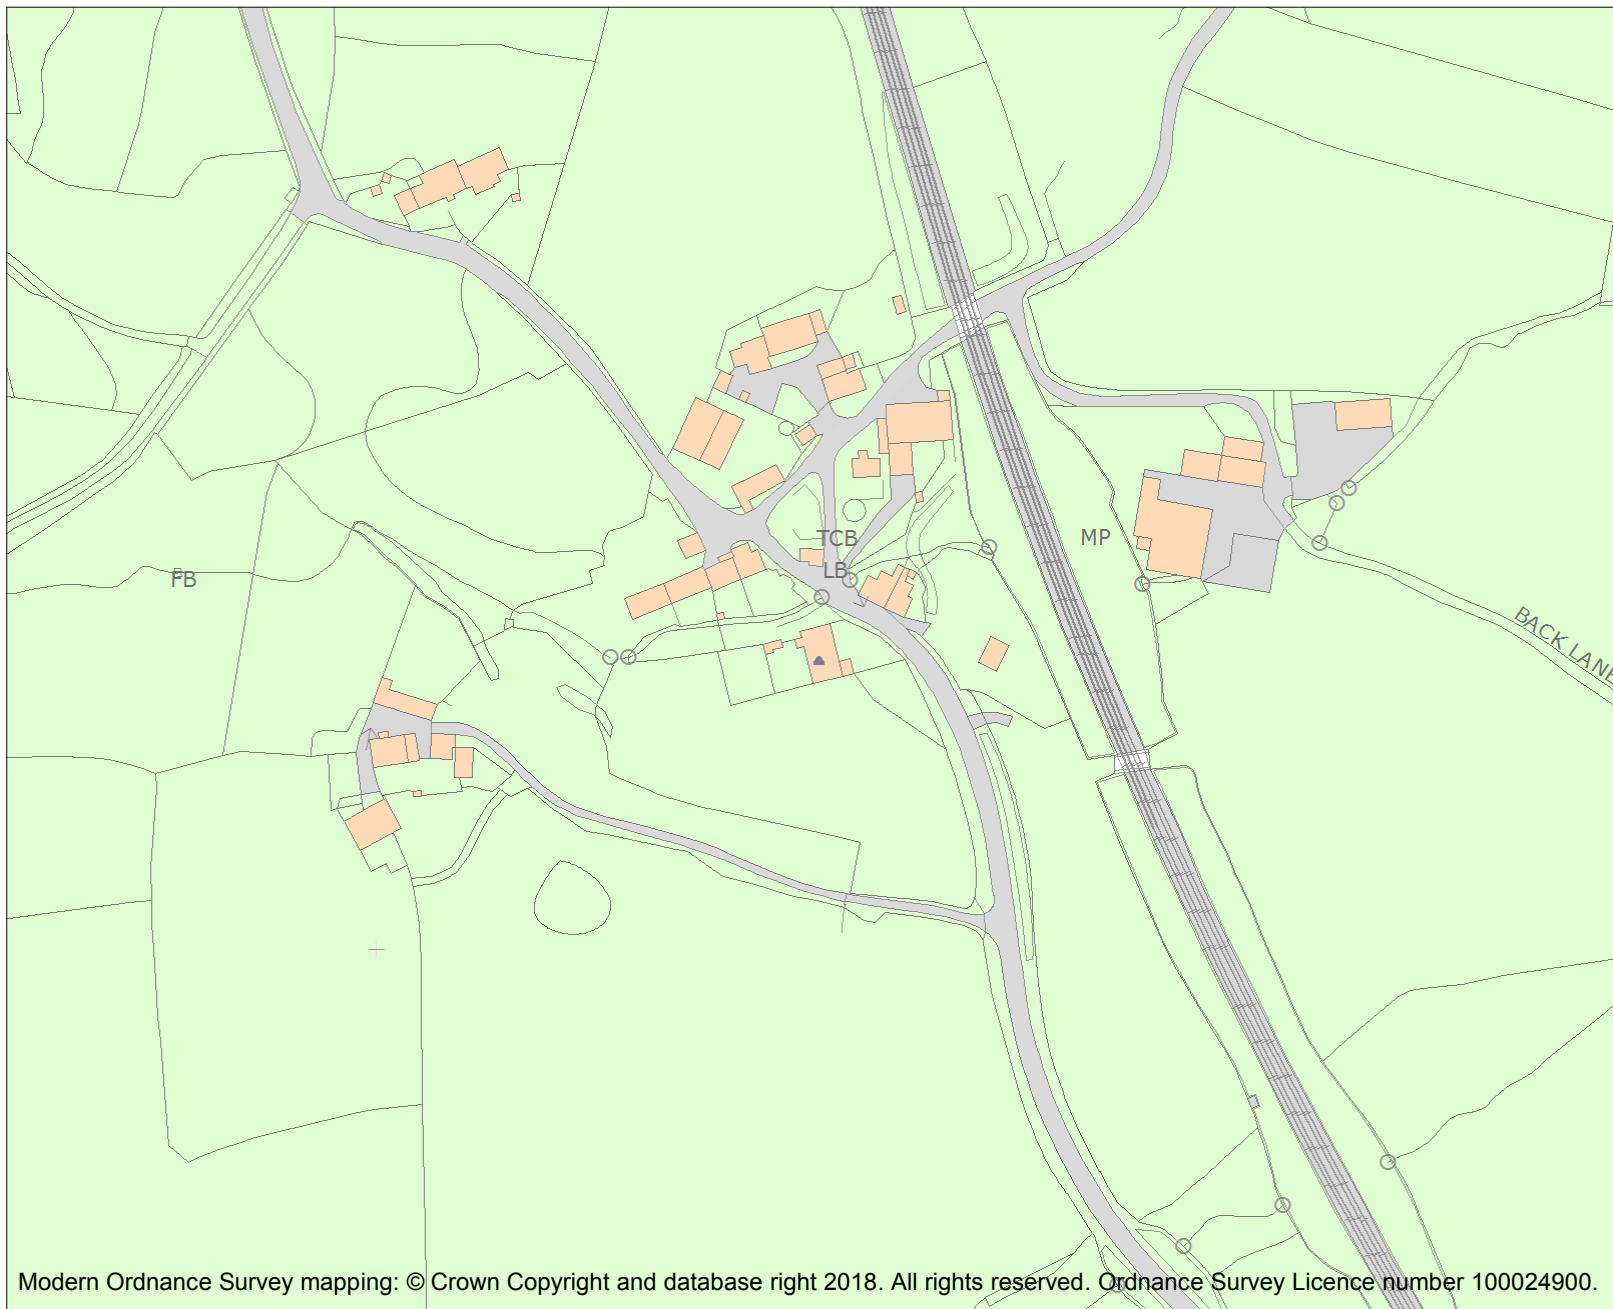 TCB
MP
LB
FB
BACK LANE
Modern Ordnance Survey mapping: © Crown Copyright and database right 2018. All rights reserved. Ordnance Survey Licence number 100024900.